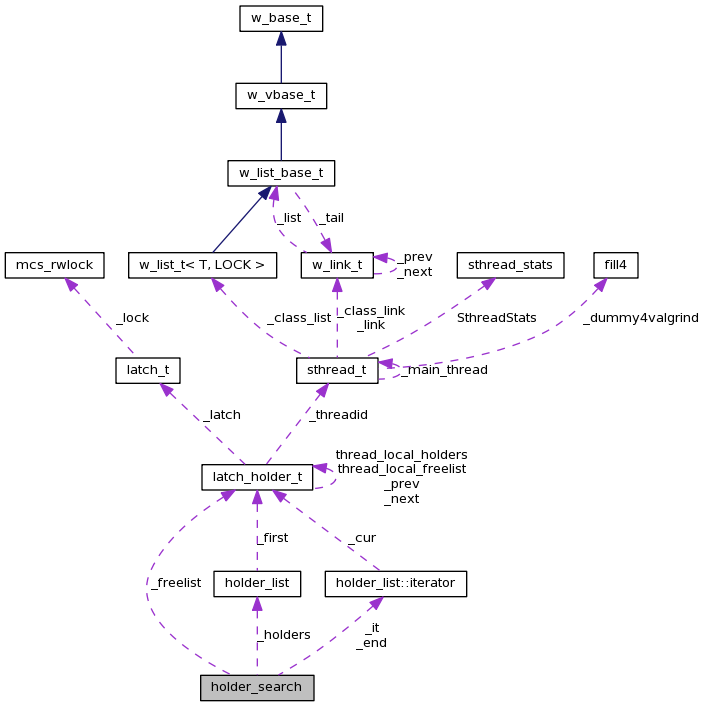 w_base_t
w_vbase_t
w_list_base_t
_list
_tail
mcs_rwlock
w_list_t< T, LOCK >
w_link_t
_prev
_next
sthread_stats
fill4
_lock
_class_list
_class_link
_link
SthreadStats
_dummy4valgrind
latch_t
sthread_t
_main_thread
_latch
_threadid
latch_holder_t
thread_local_holders
thread_local_freelist
_prev
_next
_first
_cur
_freelist
holder_list
holder_list::iterator
_holders
_it
_end
holder_search